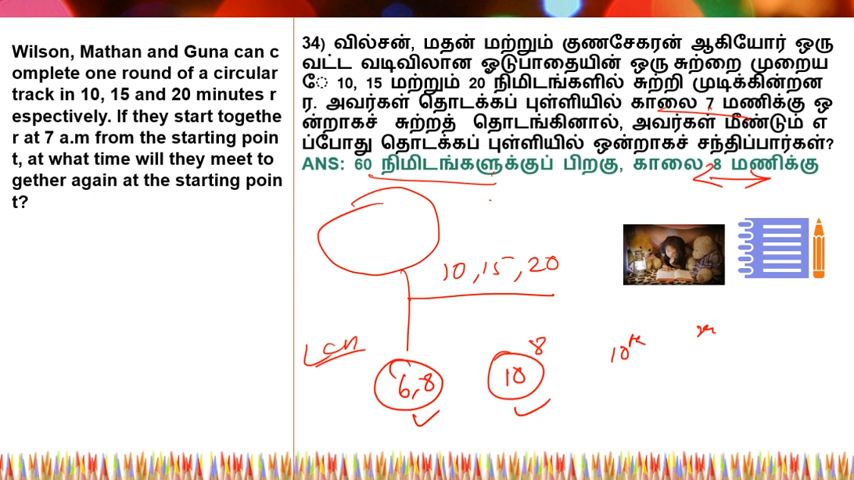 Wilson, Mathan and Guna can c
omplete one round of a circular
track in 10, 15 and 20 minutes r
espectively. If they start togethe
r at 7 a.m from the starting poin
t, at what time will they meet to
gether again at the starting poin
t?
34) வில்சன், மதன் மற்றும் குணசேகரன் ஆகியோர் ஒரு
வட்ட வடிவிலான ஓடுபாதையின் ஒரு சுற்றை முறைய
ே 10, 15 மற்றும் 20 நிமிடங்களில் சுற்றி முடிக்கின்றன
ர். அவர்கள் தொடக்கப் புள்ளியில் காலை 7 மணிக்கு ஒ
ன்றாகச் சுற்றத் தொடங்கினால், அவர்கள் மீண்டும் எ
ப்போது தொடக்கப் புள்ளியில் ஒன்றாகச் சந்திப்பார்கள்?
ANS: 60 நிமிடங்களுக்குப் பிறகு, காலை 8 மணிக்கு
10, 15, 20
LCM
6,8
10
8
10th